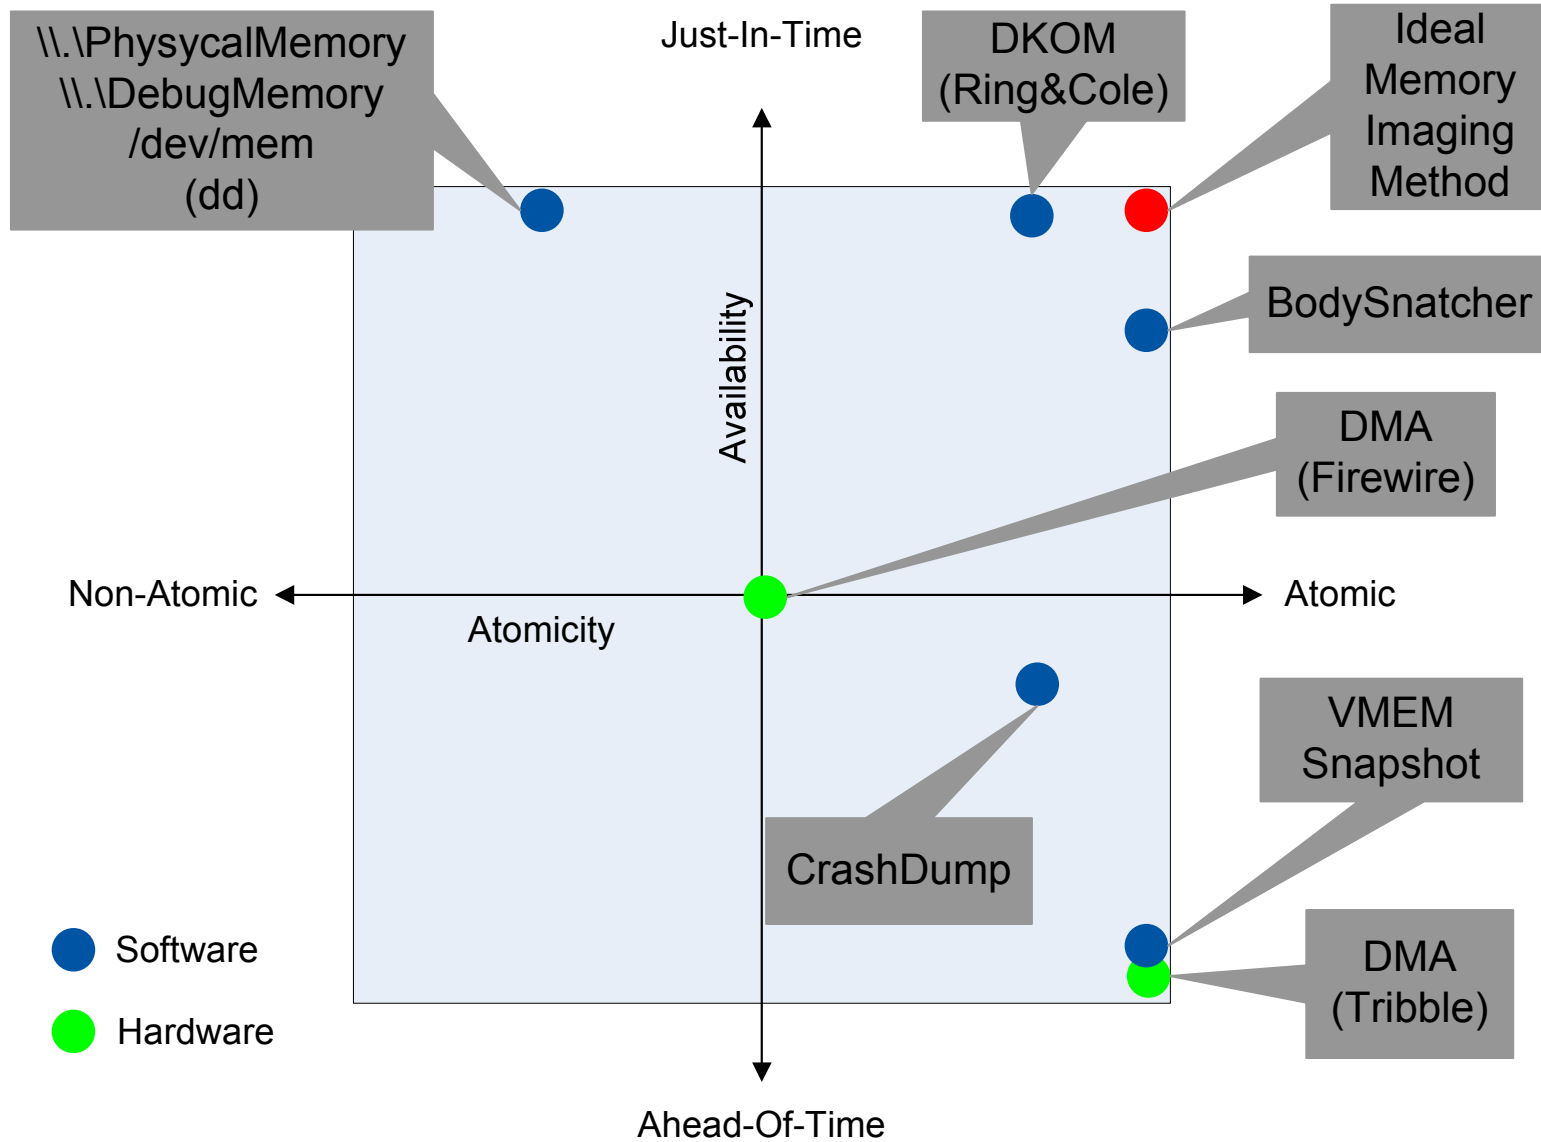 \\.\PhysycalMemory
\\.\DebugMemory
/dev/mem
(dd)
Just-In-Time
DKOM
(Ring&Cole)
Ideal
Memory
Imaging
Method
BodySnatcher
Availability
DMA
(Firewire)
Non-Atomic
Atomic
Atomicity
VMEM
Snapshot
CrashDump
Software
DMA
(Tribble)
Hardware
Ahead-Of-Time